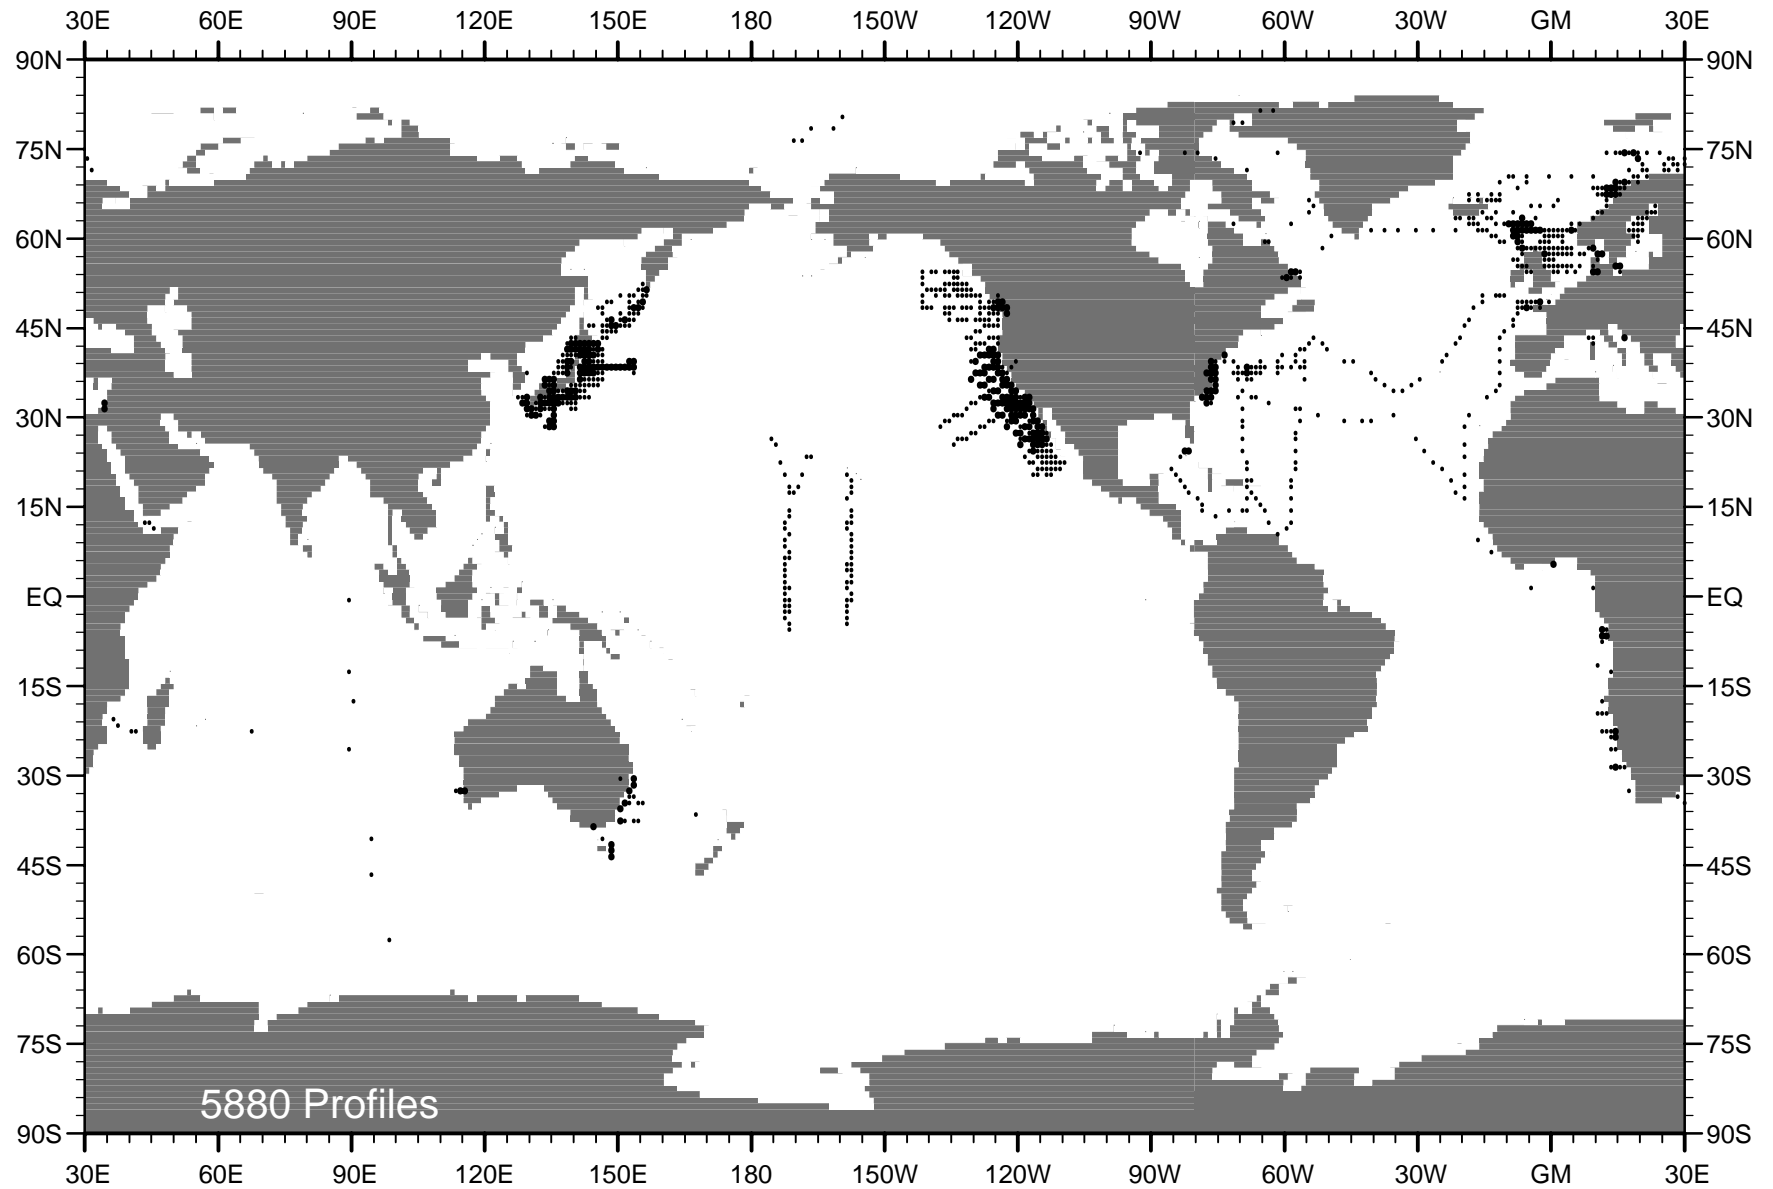 30E 60E 90E 120E 150E 180 150W 120W 90W 60W 30W GM 30E
90N 90N
75N 75N
60N 60N
45N 45N
30N 30N
15N 15N
EQ EQ
15S 15S
30S 30S
45S 45S
60S 60S
75S 75S
5880 Profiles
90S 90S
30E 60E 90E 120E 150E 180 150W 120W 90W 60W 30W GM 30E